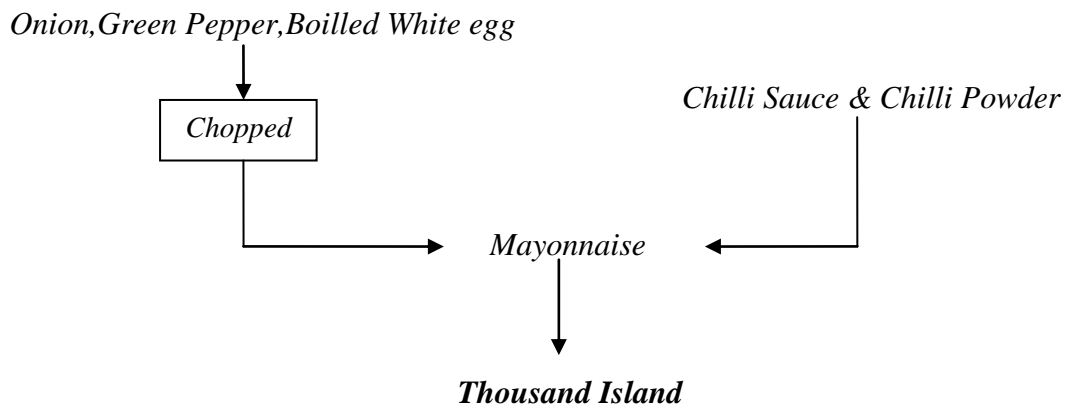 Onion,Green Pepper,Boilled White egg
Chilli Sauce & Chilli Powder
Chopped
Mayonnaise
Thousand Island